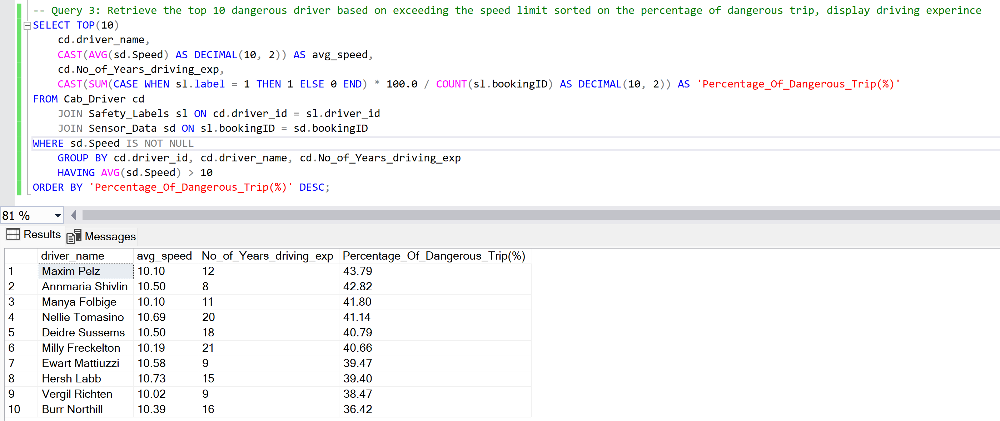 -- Query 3: Retrieve the top 10 dangerous driver based on exceeding the speed limit sorted on the percentage of dangerous trip, display driving experince
SELECT TOP(10)
cd.driver_name,
CAST(AVG(sd.Speed) AS DECIMAL(10, 2)) AS avg_speed,
cd.No_of_Years_driving_exp,
CAST(SUM(CASE WHEN sl.label = 1 THEN 1 ELSE 0 END) * 100.0 / COUNT(sl.bookingID) AS DECIMAL(10, 2)) AS 'Percentage_Of_Dangerous_Trip(%)'
FROM Cab_Driver cd
JOIN Safety_Labels sl ON cd.driver_id = sl.driver_id
JOIN Sensor_Data sd ON sl.bookingID = sd.bookingID
WHERE sd.Speed IS NOT NULL
GROUP BY cd.driver_id, cd.driver_name, cd.No_of_Years_driving_exp
HAVING AVG(sd.Speed) > 10
ORDER BY 'Percentage_Of_Dangerous_Trip(%)' DESC;
81 %
Results Messages
driver_name avg_speed No_of_Years_driving_exp Percentage_Of_Dangerous_Trip(%)
1 Maxim Pelz 10.10 12 43.79
2 Annmaria Shivlin 10.50 8 42.82
3 Manya Folbige 10.10 11 41.80
4 Nellie Tomasino 10.69 20 41.14
5 Deidre Sussems 10.50 18 40.79
6 Milly Freckelton 10.19 21 40.66
7 Ewart Mattiuzzi 10.58 9 39.47
8 Hersh Labb 10.73 15 39.40
9 Vergil Richten 10.02 9 38.47
10 Burr Northill 10.39 16 36.42